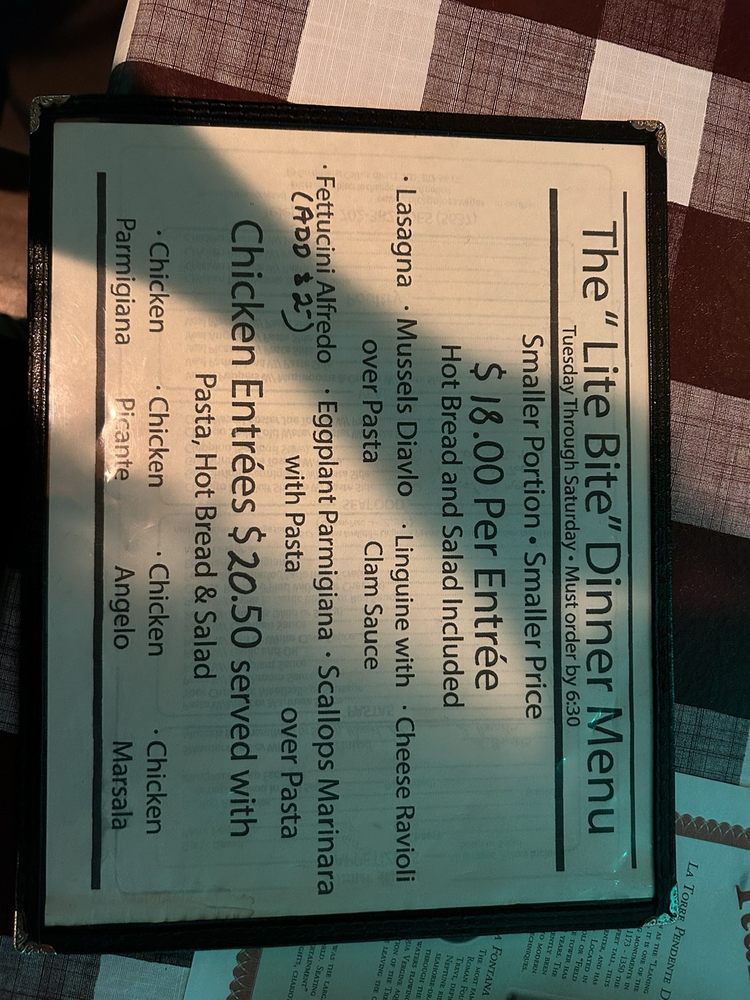 The "Lite Bite" Dinner Menu
Tuesday Through Saturday • Must order by 6:30
Smaller Portion • Smaller Price
$ 18.00 Per Entrée
Hot Bread and Salad Included
· Lasagna · Mussels Diavlo · Linguine with · Cheese Ravioli
over Pasta Clam Sauce
· Fettucini Alfredo · Eggplant Parmigiana · Scallops Marinara
(ADD $2-) with Pasta over Pasta
Chicken Entrées $ 20.50 served with
Pasta, Hot Bread & Salad
· Chicken · Chicken · Chicken · Chicken
Parmigiana Picante Angelo Marsala
LA TORRE PENDENTE D